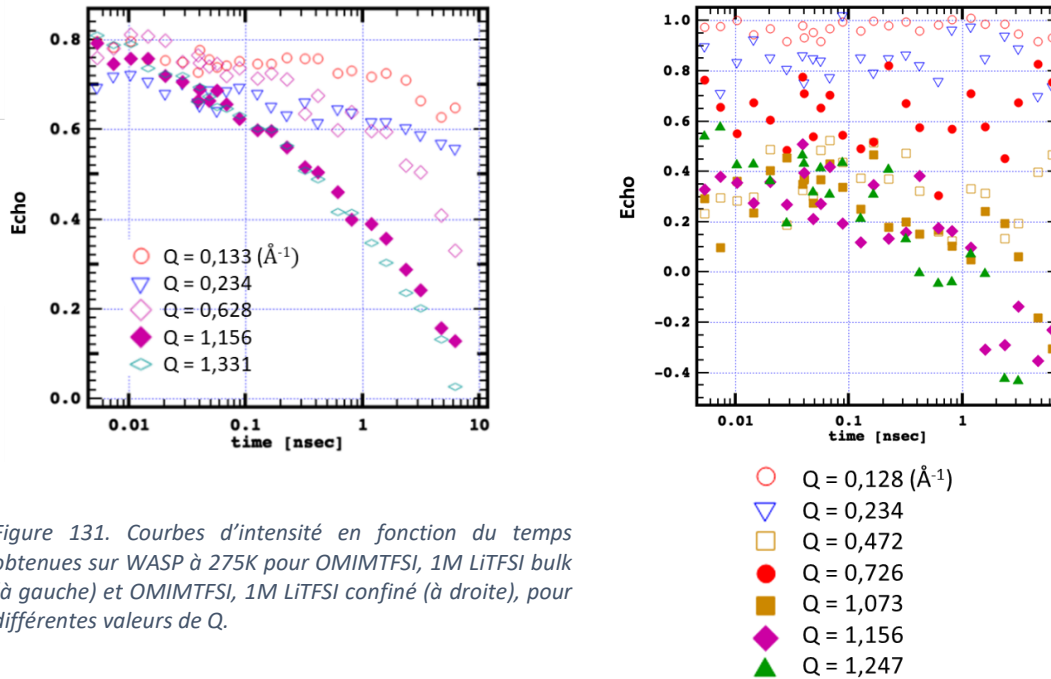 0.8
0.6
0.4
0.2
0.0
Echo
Q = 0,133 (Å⁻¹)
Q = 0,234
Q = 0,628
Q = 1,156
Q = 1,331
0.01
0.1
1
10
time [nsec]
1.0
0.8
0.6
0.4
0.2
0.0
-0.2
-0.4
Echo
0.01
0.1
1
time [nsec]
Q = 0,128 (Å⁻¹)
Q = 0,234
Q = 0,472
Q = 0,726
Q = 1,073
Q = 1,156
Q = 1,247
Figure 131. Courbes d'intensité en fonction du temps
obtenues sur WASP à 275K pour OMIMTFSI, 1M LiTFSI bulk
(à gauche) et OMIMTFSI, 1M LiTFSI confiné (à droite), pour
différentes valeurs de Q.